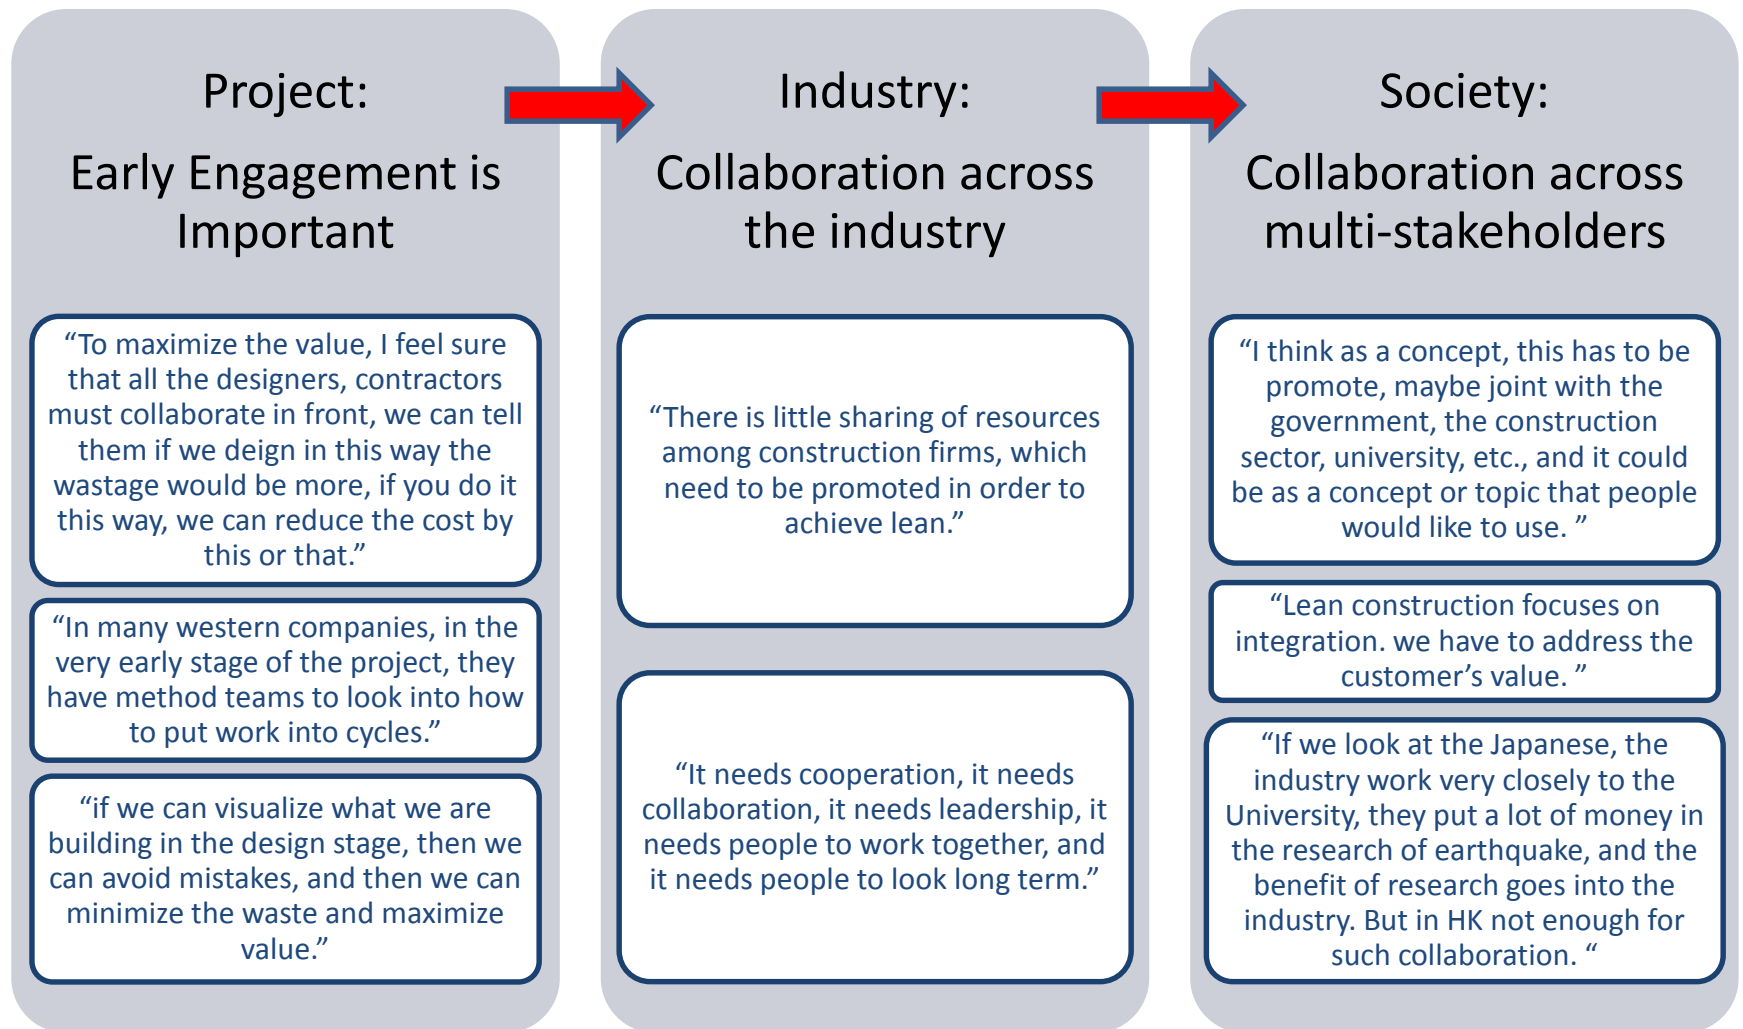 Project:
Early Engagement is
Important
“To maximize the value, I feel sure
that all the designers, contractors
must collaborate in front, we can tell
them if we deign in this way the
wastage would be more, if you do it
this way, we can reduce the cost by
this or that.”
“In many western companies, in the
very early stage of the project, they
have method teams to look into how
to put work into cycles.”
“if we can visualize what we are
building in the design stage, then we
can avoid mistakes, and then we can
minimize the waste and maximize
value.”
Industry:
Collaboration across
the industry
“There is little sharing of resources
among construction firms, which
need to be promoted in order to
achieve lean.”
“It needs cooperation, it needs
collaboration, it needs leadership, it
needs people to work together, and
it needs people to look long term.”
Society:
Collaboration across
multi-stakeholders
“I think as a concept, this has to be
promote, maybe joint with the
government, the construction
sector, university, etc., and it could
be as a concept or topic that people
would like to use. ”
“Lean construction focuses on
integration. we have to address the
customer’s value. ”
“If we look at the Japanese, the
industry work very closely to the
University, they put a lot of money in
the research of earthquake, and the
benefit of research goes into the
industry. But in HK not enough for
such collaboration. “